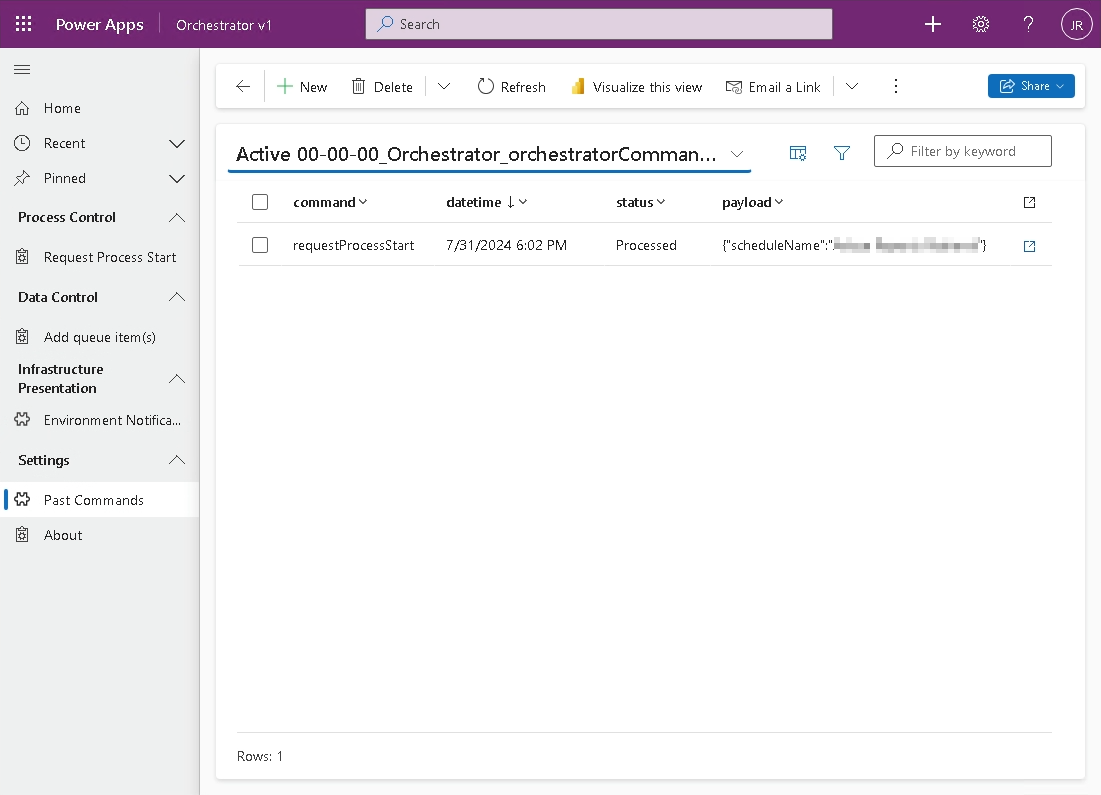 Power Apps Orchestrator v1 Search JR
New Delete Refresh Visualize this view Email a Link Share
Home
Recent
Pinned
Process Control
Request Process Start
Data Control
Add queue item(s)
Infrastructure
Presentation
Environment Notifica...
Settings
Past Commands
About
Active 00-00-00_Orchestrator_orchestratorComman... Filter by keyword
command datetime ↓ status payload
requestProcessStart 7/31/2024 6:02 PM Processed {"scheduleName":" "}
Rows: 1